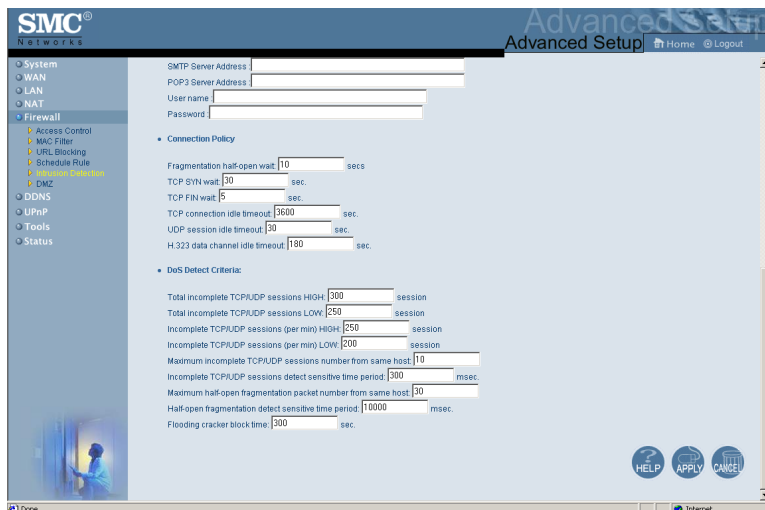 SMC®
Networks
Advanced Setup
Advanced Setup
Home
Logout
System
WAN
LAN
NAT
Firewall
Access Control
MAC Filter
URL Blocking
Schedule Rule
Intrusion Detection
DMZ
DDNS
UPnP
Tools
Status
SMTP Server Address :
POP3 Server Address :
User name :
Password :
Connection Policy
Fragmentation half-open wait: 10 secs
TCP SYN wait: 30 sec.
TCP FIN wait: 5 sec.
TCP connection idle timeout: 3600 sec.
UDP session idle timeout: 30 sec.
H.323 data channel idle timeout: 180 sec.
DoS Detect Criteria:
Total incomplete TCP/UDP sessions HIGH: 300 session
Total incomplete TCP/UDP sessions LOW: 250 session
Incomplete TCP/UDP sessions (per min) HIGH: 250 session
Incomplete TCP/UDP sessions (per min) LOW: 200 session
Maximum incomplete TCP/UDP sessions number from same host: 10
Incomplete TCP/UDP sessions detect sensitive time period: 300 msec.
Maximum half-open fragmentation packet number from same host: 30
Half-open fragmentation detect sensitive time period: 10000 msec.
Flooding cracker block time: 300 sec.
HELP
APPLY
CANCEL
Done
Internet